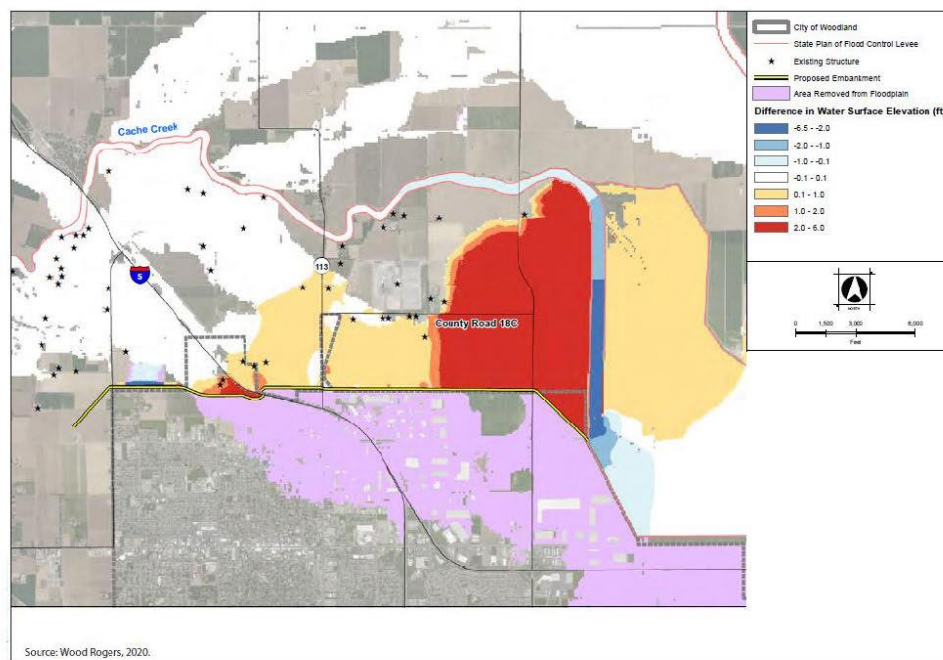 City of Woodland
State Plan of Flood Control Levee
Existing Structure
Proposed Embankment
Area Removed from Floodplain
Difference in Water Surface Elevation (ft
-6.5 - -2.0
-2.0 - -1.0
-1.0 - -0.1
-0.1 - 0.1
0.1 - 1.0
1.0 - 2.0
2.0 - 6.0
NORTH
0 1,500 3,000 6,000
Feet
Cache Creek
5
113
County Road 18C
Source: Wood Rogers, 2020.